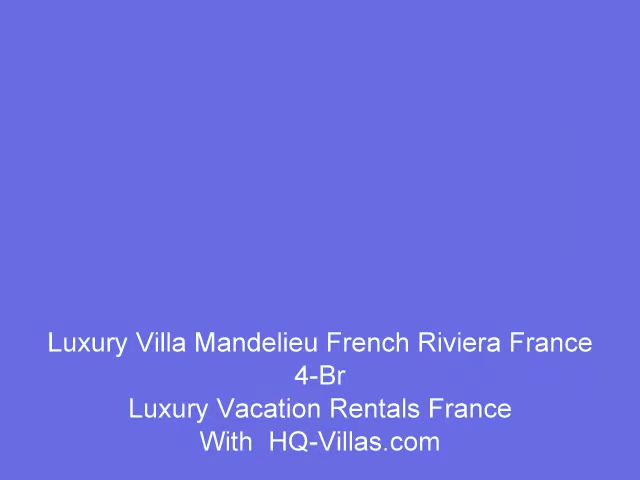 Luxury Villa Mandelieu French Riviera France
4-Br
Luxury Vacation Rentals France
With  HQ-Villas.com